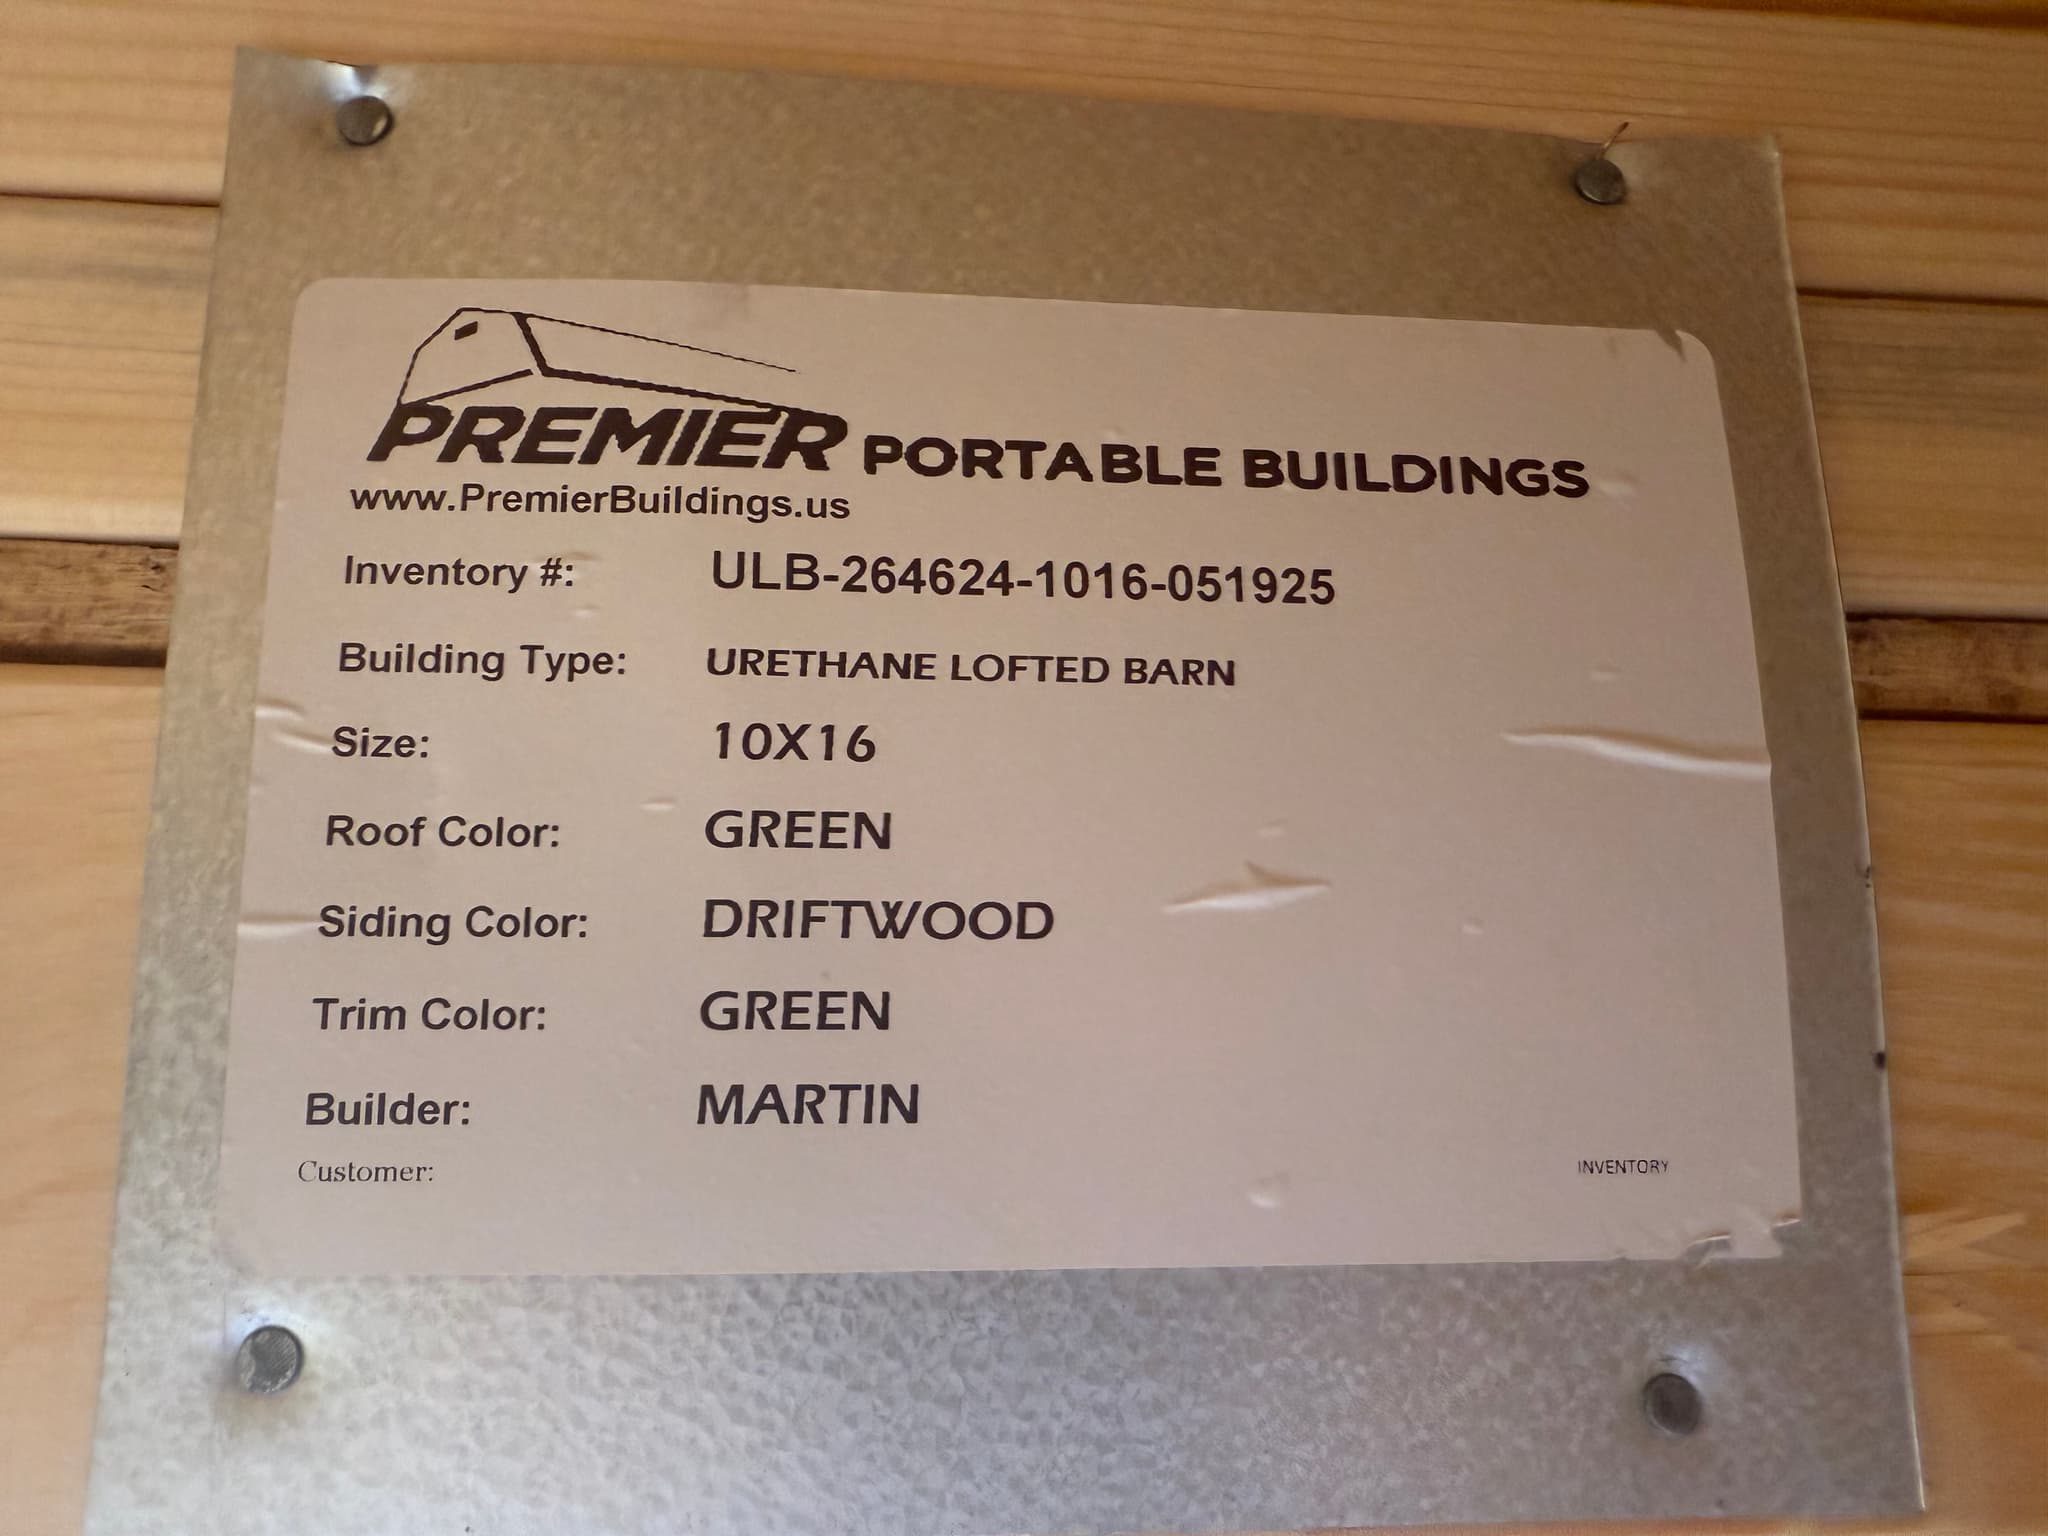 PREMIER PORTABLE BUILDINGS
www.PremierBuildings.us
Inventory #: ULB-264624-1016-051925
Building Type: URETHANE LOFTED BARN
Size: 10X16
Roof Color: GREEN
Siding Color: DRIFTWOOD
Trim Color: GREEN
Builder: MARTIN
Customer: INVENTORY